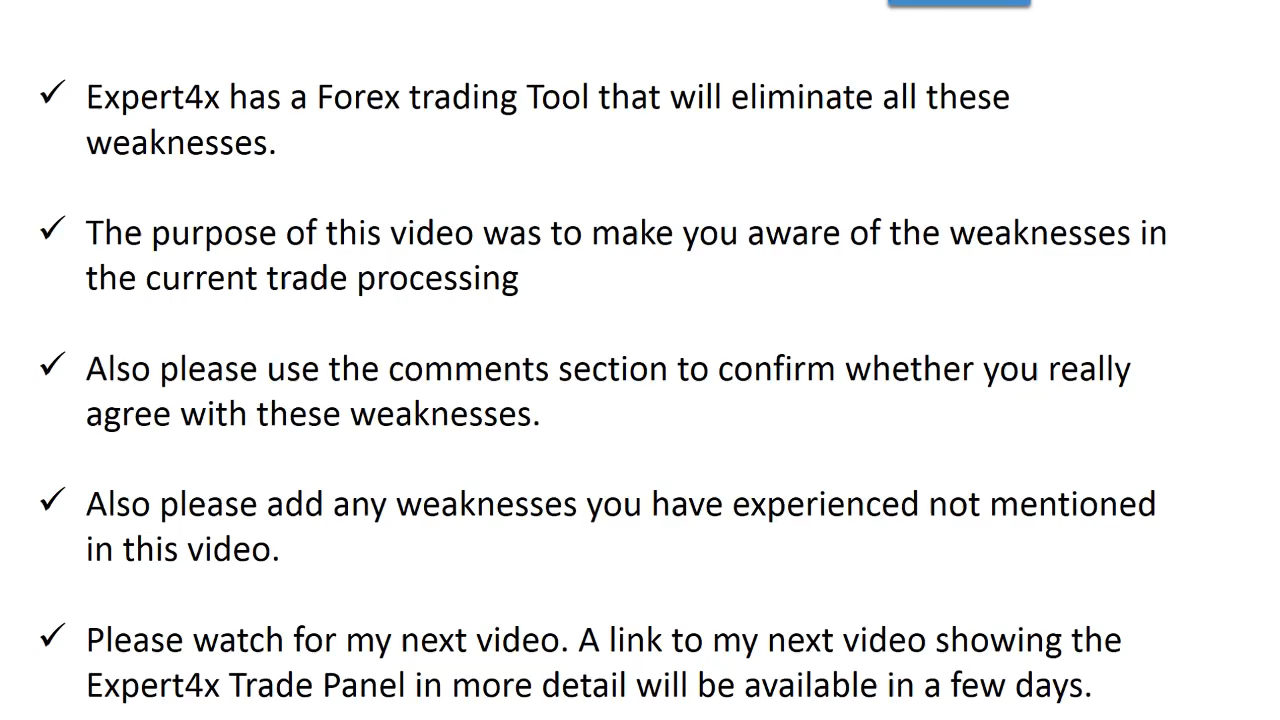 ✓ Expert4x has a Forex trading Tool that will eliminate all these
weaknesses.
✓ The purpose of this video was to make you aware of the weaknesses in
the current trade processing
✓ Also please use the comments section to confirm whether you really
agree with these weaknesses.
✓ Also please add any weaknesses you have experienced not mentioned
in this video.
✓ Please watch for my next video. A link to my next video showing the
Expert4x Trade Panel in more detail will be available in a few days.